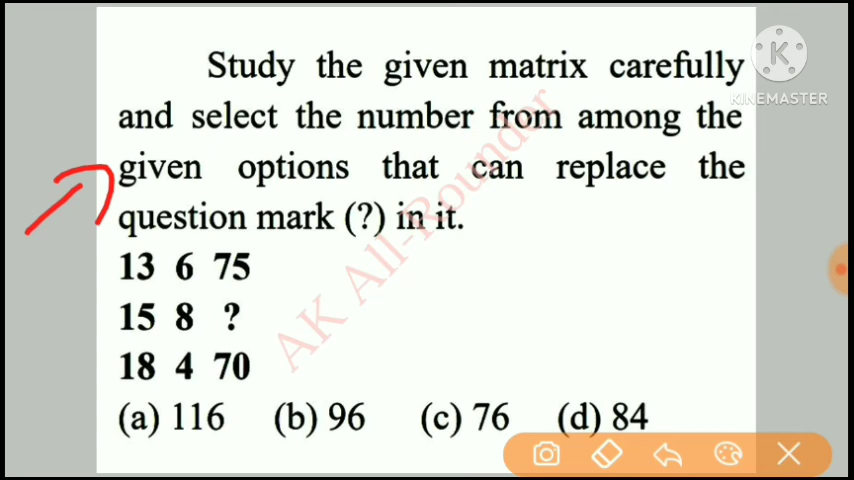 Study the given matrix carefully
and select the number from among the
given options that can replace the
question mark (?) in it.
13 6 75
15 8 ?
18 4 70
(a) 116 (b) 96 (c) 76 (d) 84
AK All-Rounder
K
KINEMASTER